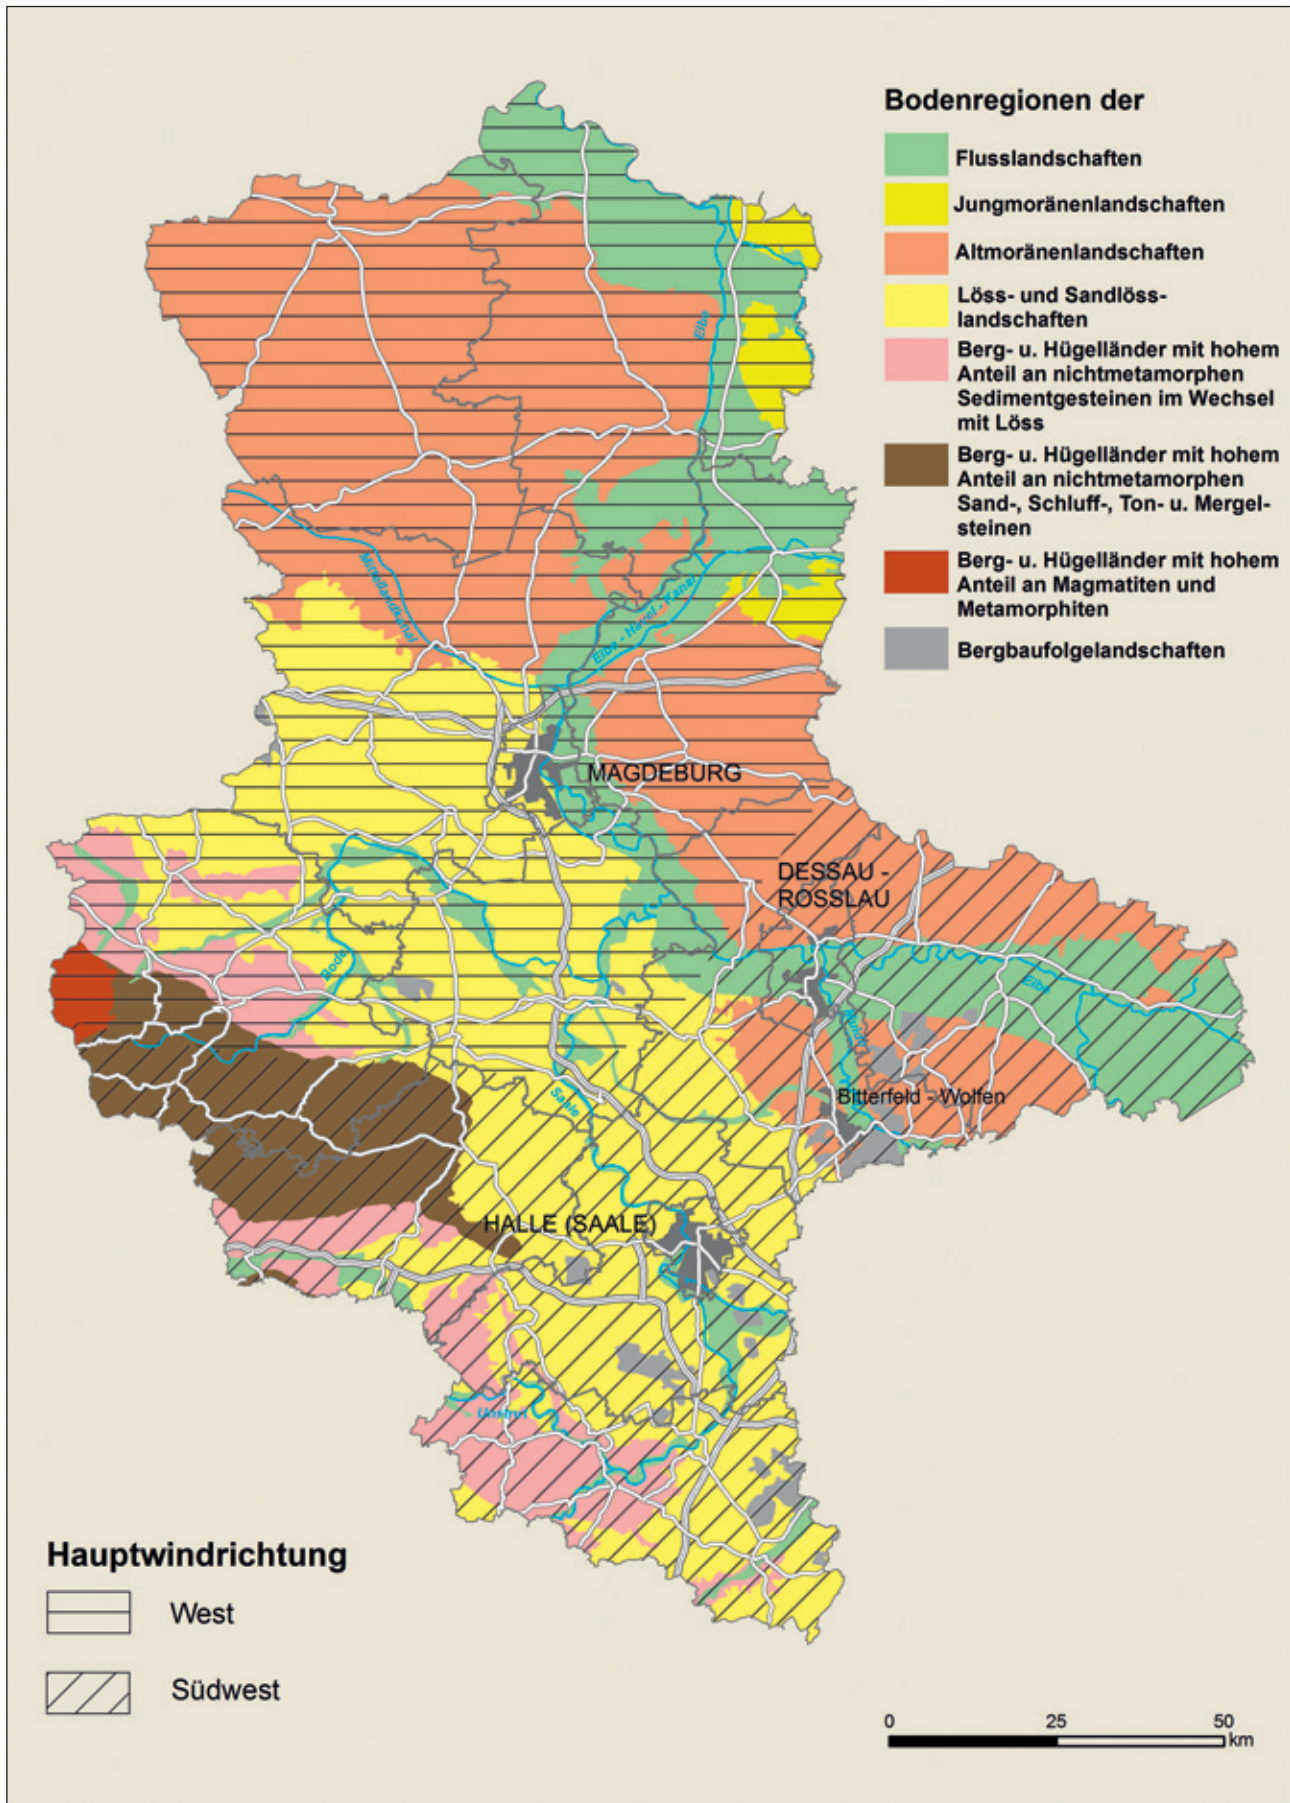 Bodenregionen der
Flusslandschaften
Jungmoränenlandschaften
Altmoränenlandschaften
Löss- und Sandlöss-
landschaften
Berg- u. Hügelländer mit hohem
Anteil an nichtmetamorphen
Sedimentgesteinen im Wechsel
mit Löss
Berg- u. Hügelländer mit hohem
Anteil an nichtmetamorphen
Sand-, Schluff-, Ton- u. Mergel-
steinen
Berg- u. Hügelländer mit hohem
Anteil an Magmatiten und
Metamorphiten
Bergbaufolgelandschaften
Elbe
Mittellandkanal
Elbe - Havel - Kanal
MAGDEBURG
DESSAU -
ROSSLAU
Bode
Elbe
Mulde
Bitterfeld - Wolfen
Saale
HALLE (SAALE)
Unstrut
Hauptwindrichtung
West
Südwest
0 25 50
km